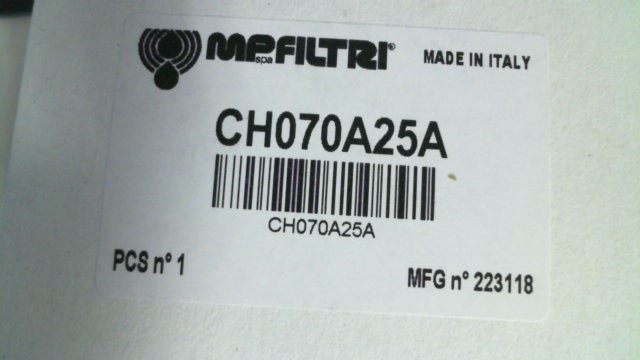 MPFILTRI® MADE IN ITALY
spa
CH070A25A
CH070A25A
PCS n° 1
MFG n° 223118